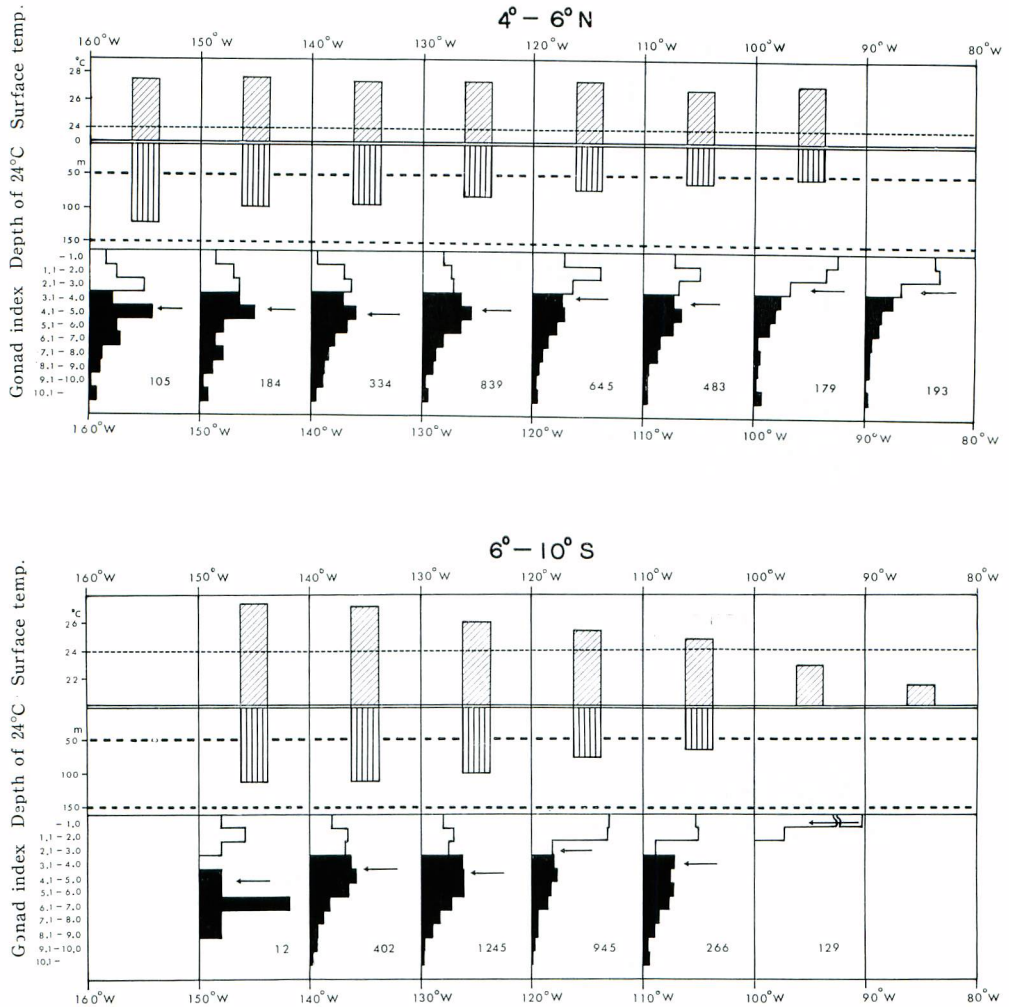 4° – 6° N
160°W 150°W 140°W 130°W 120°W 110°W 100°W 90°W 80°W
Surface temp.
°C
28
26
24
0
Depth of 24°C
m
50
100
150
Gonad index
– 1.0
1.1 – 2.0
2.1 – 3.0
3.1 – 4.0
4.1 – 5.0
5.1 – 6.0
6.1 – 7.0
7.1 – 8.0
8.1 – 9.0
9.1 – 10.0
10.1 –
105 184 334 839 645 483 179 193
160°W 150°W 140°W 130°W 120°W 110°W 100°W 90°W 80°W
6° – 10° S
160°W 150°W 140°W 130°W 120°W 110°W 100°W 90°W 80°W
Surface temp.
°C
26
24
22
Depth of 24°C
m
50
100
150
Gonad index
– 1.0
1.1 – 2.0
2.1 – 3.0
3.1 – 4.0
4.1 – 5.0
5.1 – 6.0
6.1 – 7.0
7.1 – 8.0
8.1 – 9.0
9.1 – 10.0
10.1 –
12 402 1245 945 266 129
160°W 150°W 140°W 130°W 120°W 110°W 100°W 90°W 80°W